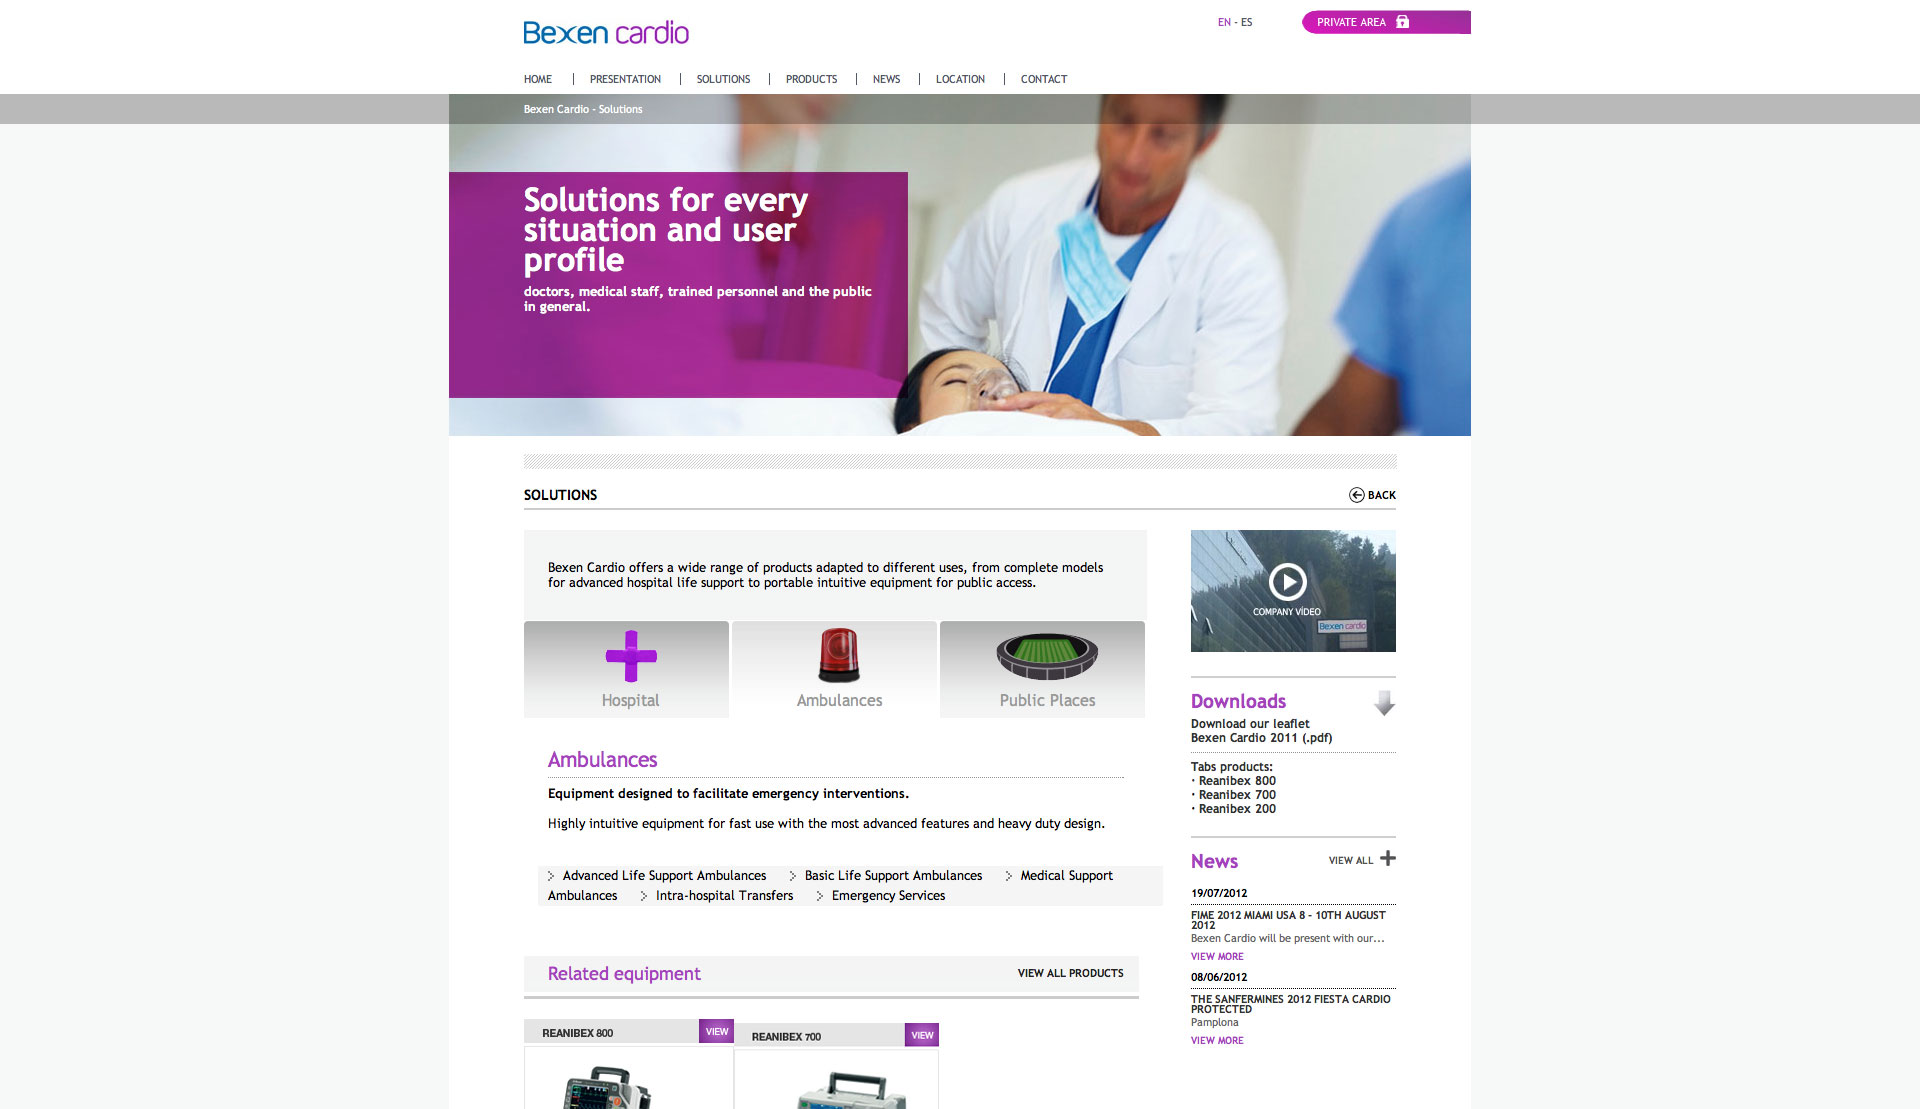 Bexen cardio
EN - ES
PRIVATE AREA
HOME
PRESENTATION
SOLUTIONS
PRODUCTS
NEWS
LOCATION
CONTACT
Bexen Cardio - Solutions
Solutions for every
situation and user
profile
doctors, medical staff, trained personnel and the public
in general.
SOLUTIONS
BACK
Bexen Cardio offers a wide range of products adapted to different uses, from complete models
for advanced hospital life support to portable intuitive equipment for public access.
Hospital
Ambulances
Public Places
Ambulances
Equipment designed to facilitate emergency interventions.
Highly intuitive equipment for fast use with the most advanced features and heavy duty design.
Advanced Life Support Ambulances
Basic Life Support Ambulances
Medical Support
Ambulances
Intra-hospital Transfers
Emergency Services
Related equipment
VIEW ALL PRODUCTS
REANIBEX 800
VIEW
REANIBEX 700
VIEW
COMPANY VÍDEO
Bexen cardio
Downloads
Download our leaflet
Bexen Cardio 2011 (.pdf)
Tabs products:
· Reanibex 800
· Reanibex 700
· Reanibex 200
News
VIEW ALL
19/07/2012
FIME 2012 MIAMI USA 8 - 10TH AUGUST
2012
Bexen Cardio will be present with our...
VIEW MORE
08/06/2012
THE SANFERMINES 2012 FIESTA CARDIO
PROTECTED
Pamplona
VIEW MORE